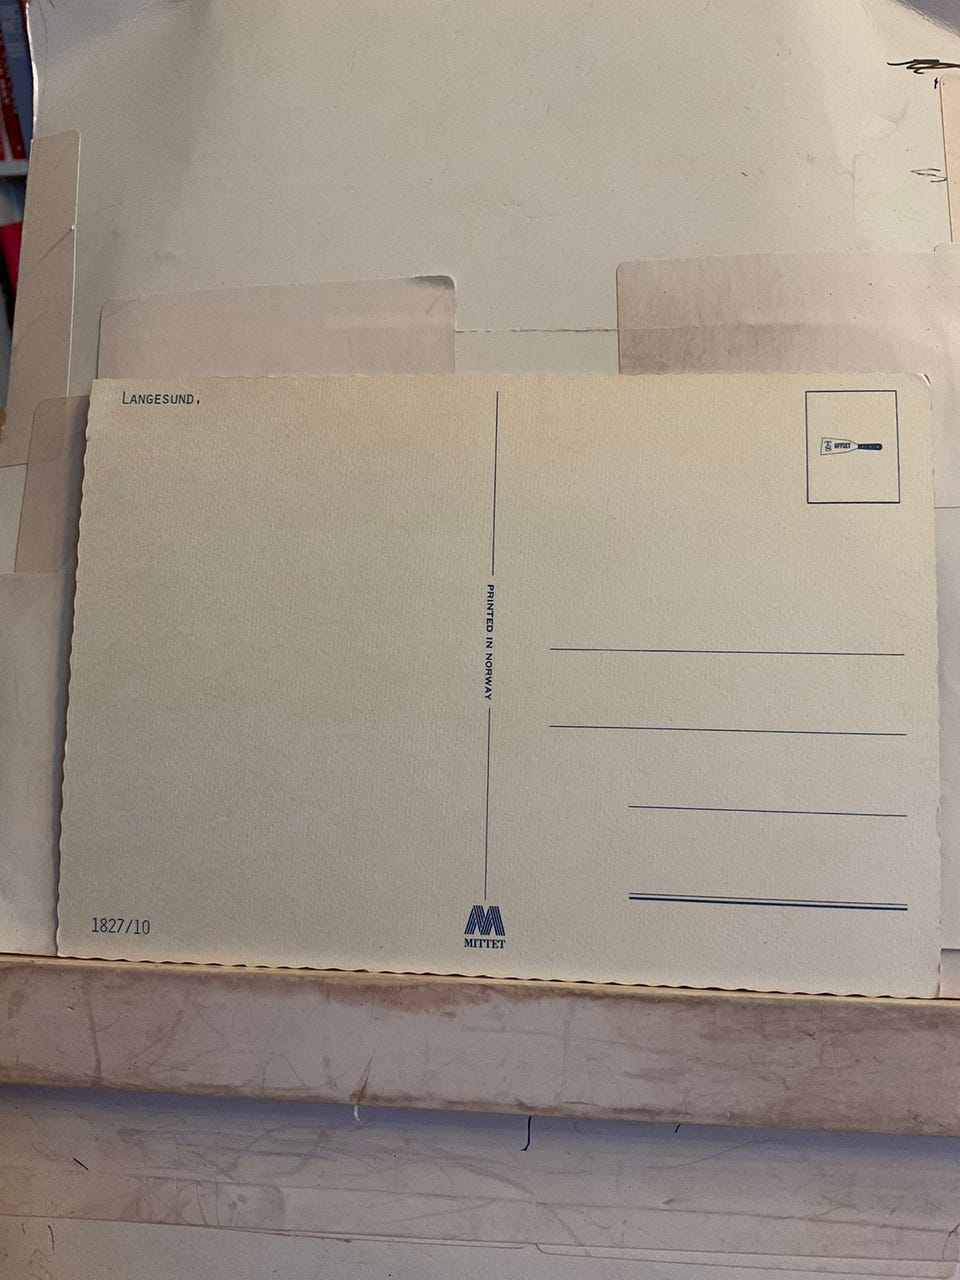 LANGESUND.
OFFSET
PRINTED IN NORWAY
1827/10
MITTET